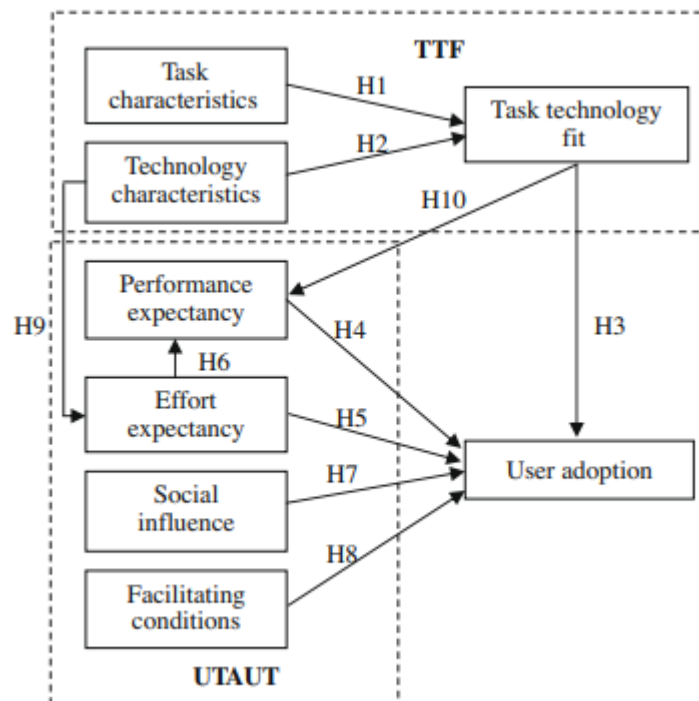 TTF
Task
characteristics
H1
Task technology
fit
H2
Technology
characteristics
H10
Performance
expectancy
H9
H4
H3
H6
Effort
expectancy
H5
User adoption
Social
influence
H7
H8
Facilitating
conditions
UTAUT